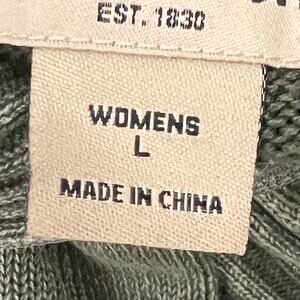 EST. 1830
WOMENS
L
MADE IN CHINA